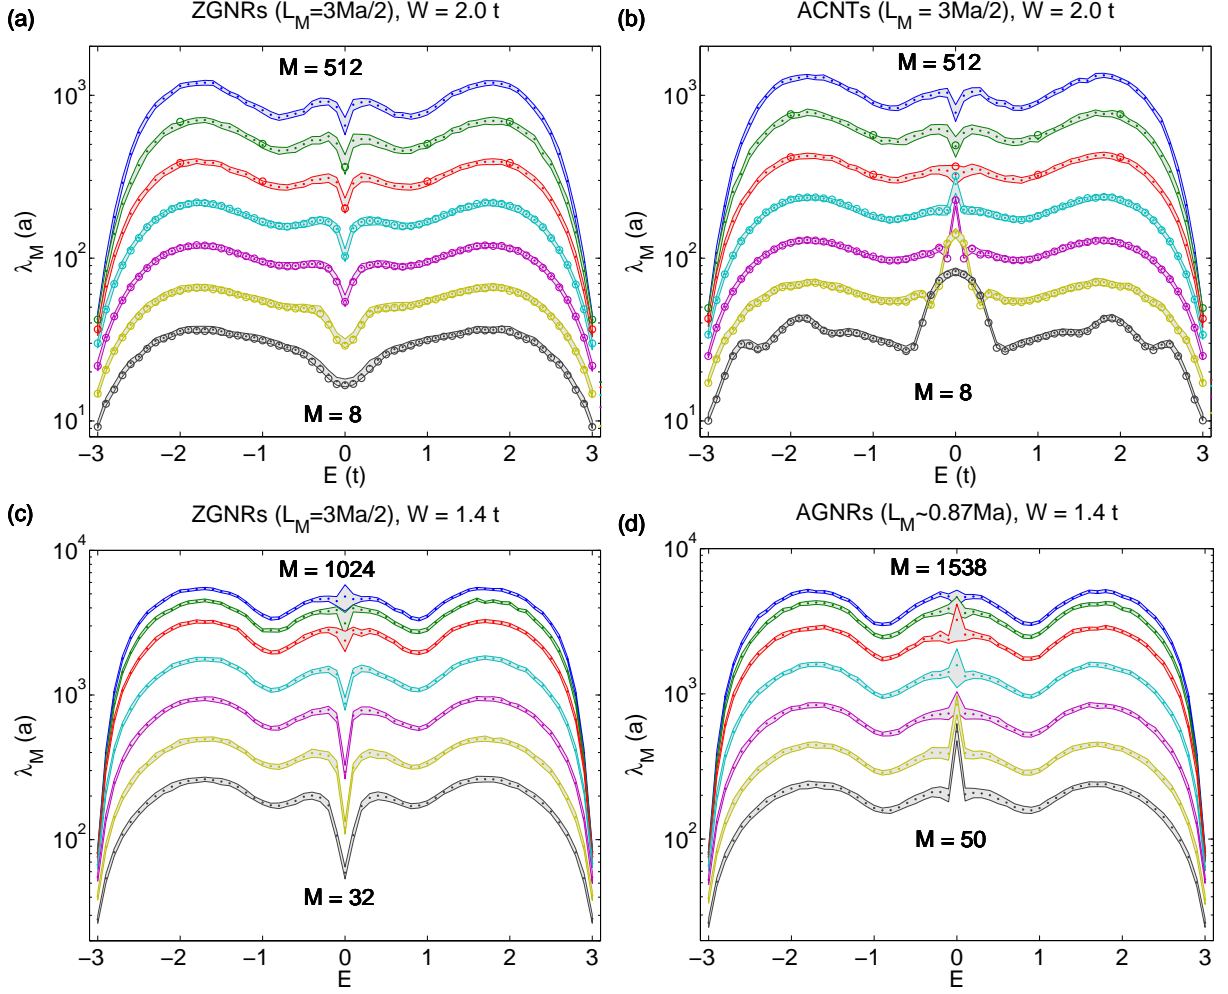 (a)
ZGNRs (L_M=3Ma/2), W = 2.0 t
M = 512
10^3
10^2
10^1
λ_M (a)
M = 8
−3 −2 −1 0 1 2 3
E (t)
(b)
ACNTs (L_M = 3Ma/2), W = 2.0 t
M = 512
10^3
10^2
10^1
λ_M (a)
M = 8
−3 −2 −1 0 1 2 3
E (t)
(c)
ZGNRs (L_M=3Ma/2), W = 1.4 t
M = 1024
10^4
10^3
10^2
λ_M (a)
M = 32
−3 −2 −1 0 1 2 3
E
(d)
AGNRs (L_M~0.87Ma), W = 1.4 t
M = 1538
10^4
10^3
10^2
λ_M (a)
M = 50
−3 −2 −1 0 1 2 3
E